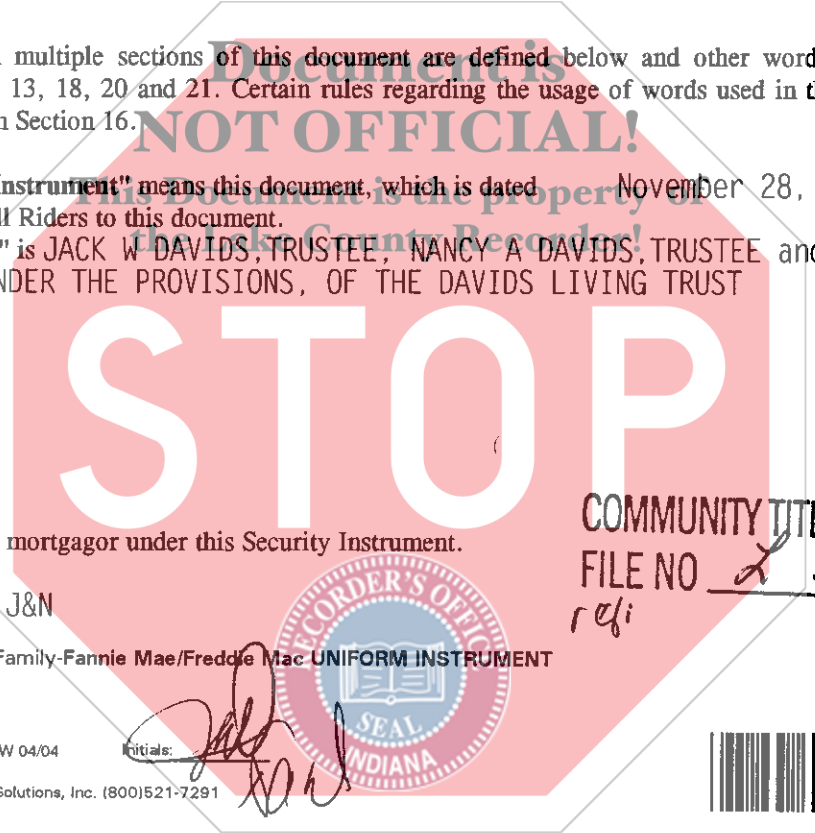 multiple sections of this document are defined below and other word
13, 18, 20 and 21. Certain rules regarding the usage of words used in
n Section 16.
Document is
NOT OFFICIAL!
This Document is the property of
the Lake County Recorder!
Instrument" means this document, which is dated November 28,
ll Riders to this document.
" is JACK W DAVIDS, TRUSTEE, NANCY A DAVIDS, TRUSTEE and
NDER THE PROVISIONS, OF THE DAVIDS LIVING TRUST
STOP
mortgagor under this Security Instrument.
COMMUNITY TIT
FILE NO
refi
J&N
Family-Fannie Mae/Freddie Mac UNIFORM INSTRUMENT
RECORDER'S OFFIC
SEAL
INDIANA
W 04/04 Initials:
Solutions, Inc. (800)521-7291